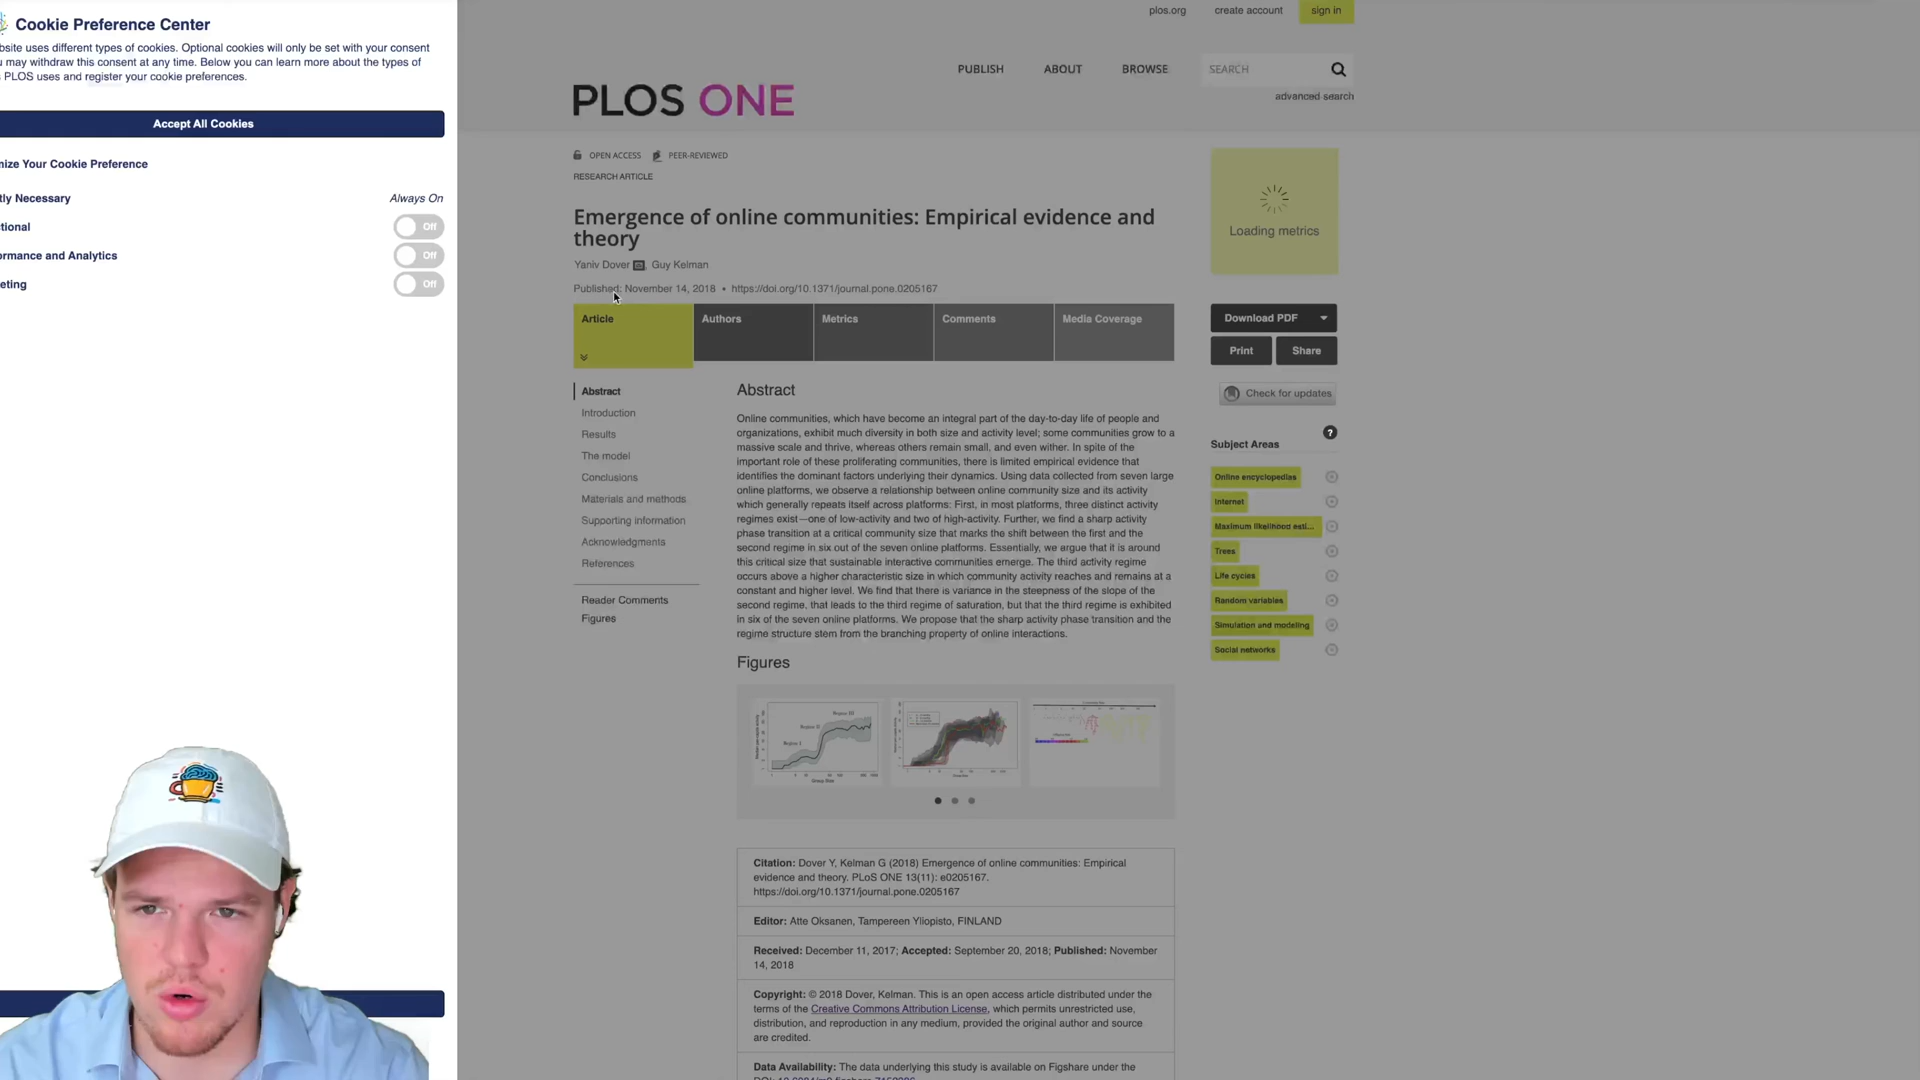 Cookie Preference Center
bsite uses different types of cookies. Optional cookies will only be set with your consent
u may withdraw this consent at any time. Below you can learn more about the types of
PLOS uses and register your cookie preferences.
Accept All Cookies
mize Your Cookie Preference
tly Necessary
Always On
tional
Off
ormance and Analytics
Off
eting
Off
plos.org
create account
sign in
PUBLISH
ABOUT
BROWSE
SEARCH
advanced search
PLOS ONE
OPEN ACCESS
PEER-REVIEWED
RESEARCH ARTICLE
Emergence of online communities: Empirical evidence and
theory
Yaniv Dover , Guy Kelman
Published: November 14, 2018 • https://doi.org/10.1371/journal.pone.0205167
Loading metrics
Article
Authors
Metrics
Comments
Media Coverage
Download PDF
Print
Share
Check for updates
Abstract
Introduction
Results
The model
Conclusions
Materials and methods
Supporting information
Acknowledgments
References
Reader Comments
Figures
Abstract
Online communities, which have become an integral part of the day-to-day life of people and
organizations, exhibit much diversity in both size and activity level; some communities grow to a
massive scale and thrive, whereas others remain small, and even wither. In spite of the
important role of these proliferating communities, there is limited empirical evidence that
identifies the dominant factors underlying their dynamics. Using data collected from seven large
online platforms, we observe a relationship between online community size and its activity
which generally repeats itself across platforms: First, in most platforms, three distinct activity
regimes exist—one of low-activity and two of high-activity. Further, we find a sharp activity
phase transition at a critical community size that marks the shift between the first and the
second regime in six out of the seven online platforms. Essentially, we argue that it is around
this critical size that sustainable interactive communities emerge. The third activity regime
occurs above a higher characteristic size in which community activity reaches and remains at a
constant and higher level. We find that there is variance in the steepness of the slope of the
second regime, that leads to the third regime of saturation, but that the third regime is exhibited
in six of the seven online platforms. We propose that the sharp activity phase transition and the
regime structure stem from the branching property of online interactions.
Subject Areas
?
Online encyclopedias
Internet
Maximum likelihood esti...
Trees
Life cycles
Random variables
Simulation and modeling
Social networks
Figures
Region I
Region II
Region III
Group Size
Citation: Dover Y, Kelman G (2018) Emergence of online communities: Empirical
evidence and theory. PLoS ONE 13(11): e0205167.
https://doi.org/10.1371/journal.pone.0205167
Editor: Atte Oksanen, Tampereen Yliopisto, FINLAND
Received: December 11, 2017; Accepted: September 20, 2018; Published: November
14, 2018
Copyright: © 2018 Dover, Kelman. This is an open access article distributed under the
terms of the Creative Commons Attribution License, which permits unrestricted use,
distribution, and reproduction in any medium, provided the original author and source
are credited.
Data Availability: The data underlying this study is available on Figshare under the